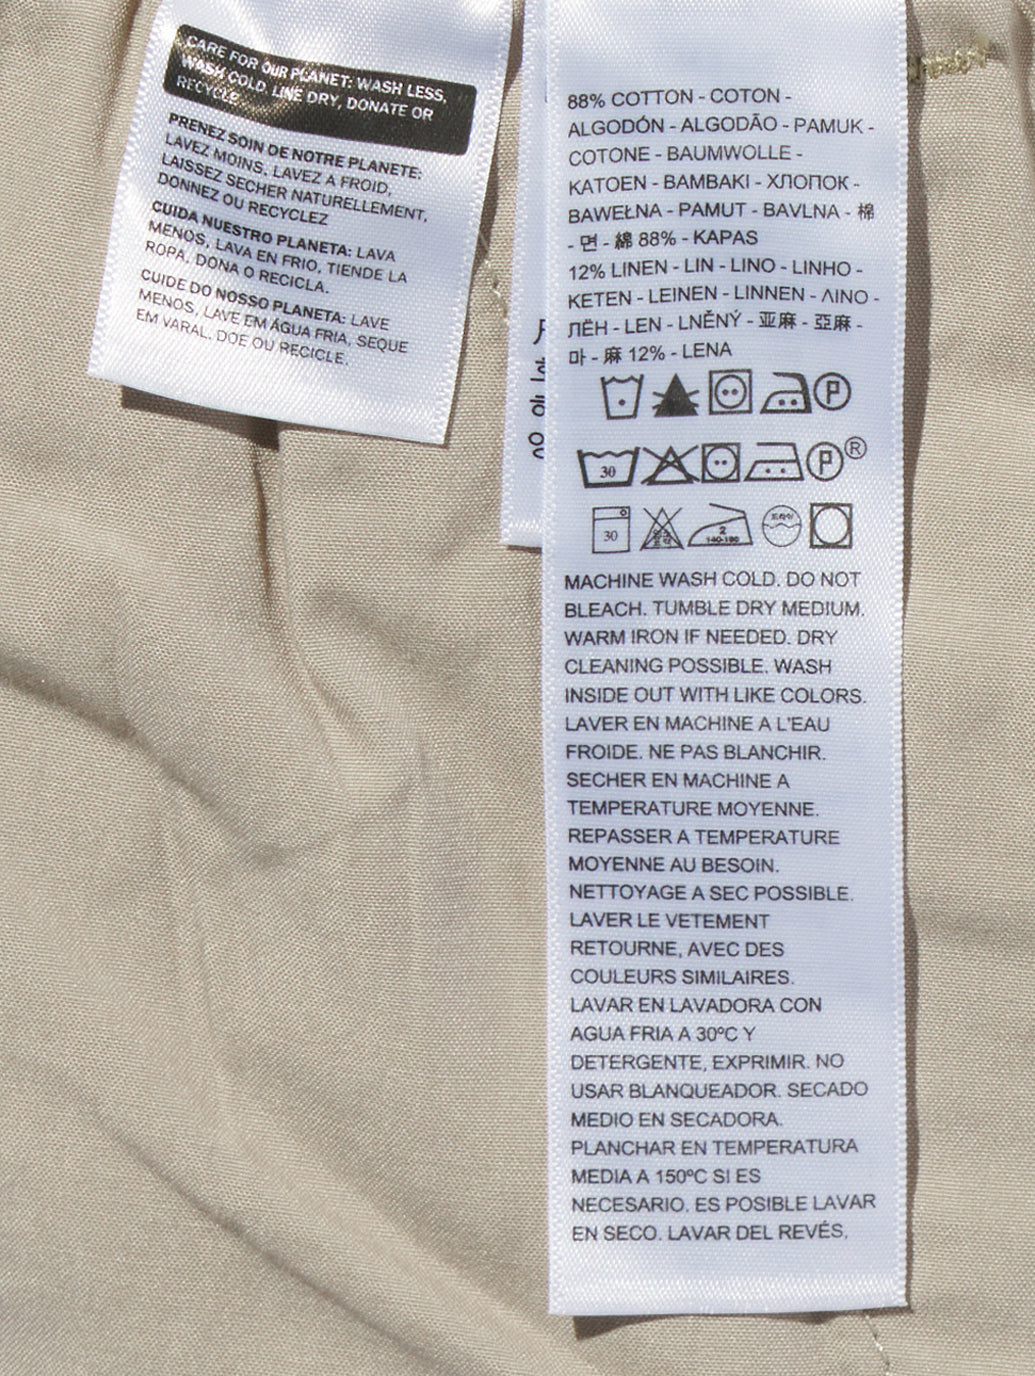 CARE FOR OUR PLANET: WASH LESS,
WASH COLD, LINE DRY, DONATE OR
RECYCLE
PRENEZ SOIN DE NOTRE PLANETE:
LAVEZ MOINS, LAVEZ A FROID,
LAISSEZ SECHER NATURELLEMENT,
DONNEZ OU RECYCLEZ
CUIDA NUESTRO PLANETA: LAVA
MENOS, LAVA EN FRIO, TIENDE LA
ROPA, DONA O RECICLA.
CUIDE DO NOSSO PLANETA: LAVE
MENOS, LAVE EM ÁGUA FRIA, SEQUE
EM VARAL, DOE OU RECICLE.
88% COTTON - COTON -
ALGODÓN - ALGODÃO - PAMUK -
COTONE - BAUMWOLLE -
KATOEN - BAMBAKI - ХЛОПОК -
BAWEŁNA - PAMUT - BAVLNA - 棉
- 면 - 綿 88% - KAPAS
12% LINEN - LIN - LINO - LINHO -
KETEN - LEINEN - LINNEN - ΛΙΝΟ -
ЛЁН - LEN - LNĚNÝ - 亚麻 - 亞麻 -
마 - 麻 12% - LENA
P
30 P ®
30 2 140-160 드라이
MACHINE WASH COLD. DO NOT
BLEACH. TUMBLE DRY MEDIUM.
WARM IRON IF NEEDED. DRY
CLEANING POSSIBLE. WASH
INSIDE OUT WITH LIKE COLORS.
LAVER EN MACHINE A L'EAU
FROIDE. NE PAS BLANCHIR.
SECHER EN MACHINE A
TEMPERATURE MOYENNE.
REPASSER A TEMPERATURE
MOYENNE AU BESOIN.
NETTOYAGE A SEC POSSIBLE.
LAVER LE VETEMENT
RETOURNE, AVEC DES
COULEURS SIMILAIRES.
LAVAR EN LAVADORA CON
AGUA FRIA A 30ºC Y
DETERGENTE, EXPRIMIR. NO
USAR BLANQUEADOR. SECADO
MEDIO EN SECADORA.
PLANCHAR EN TEMPERATURA
MEDIA A 150ºC SI ES
NECESARIO. ES POSIBLE LAVAR
EN SECO. LAVAR DEL REVÉS.